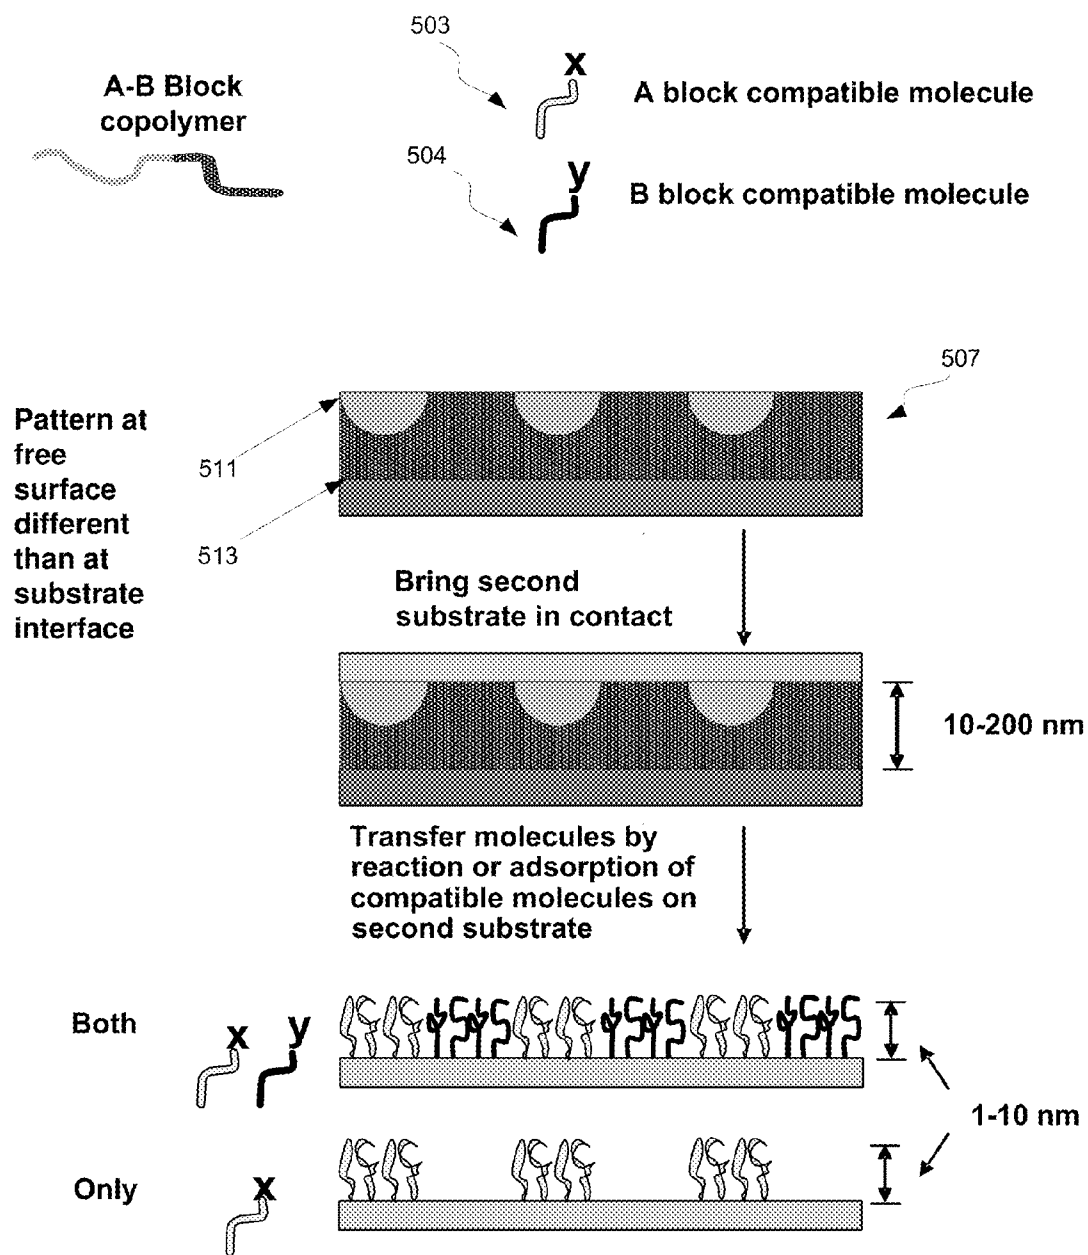 503
A-B Block
copolymer
x
A block compatible molecule
504
y
B block compatible molecule
507
Pattern at
free
surface
different
than at
substrate
interface
511
513
Bring second
substrate in contact
10-200 nm
Transfer molecules by
reaction or adsorption of
compatible molecules on
second substrate
Both
x y
1-10 nm
Only
x